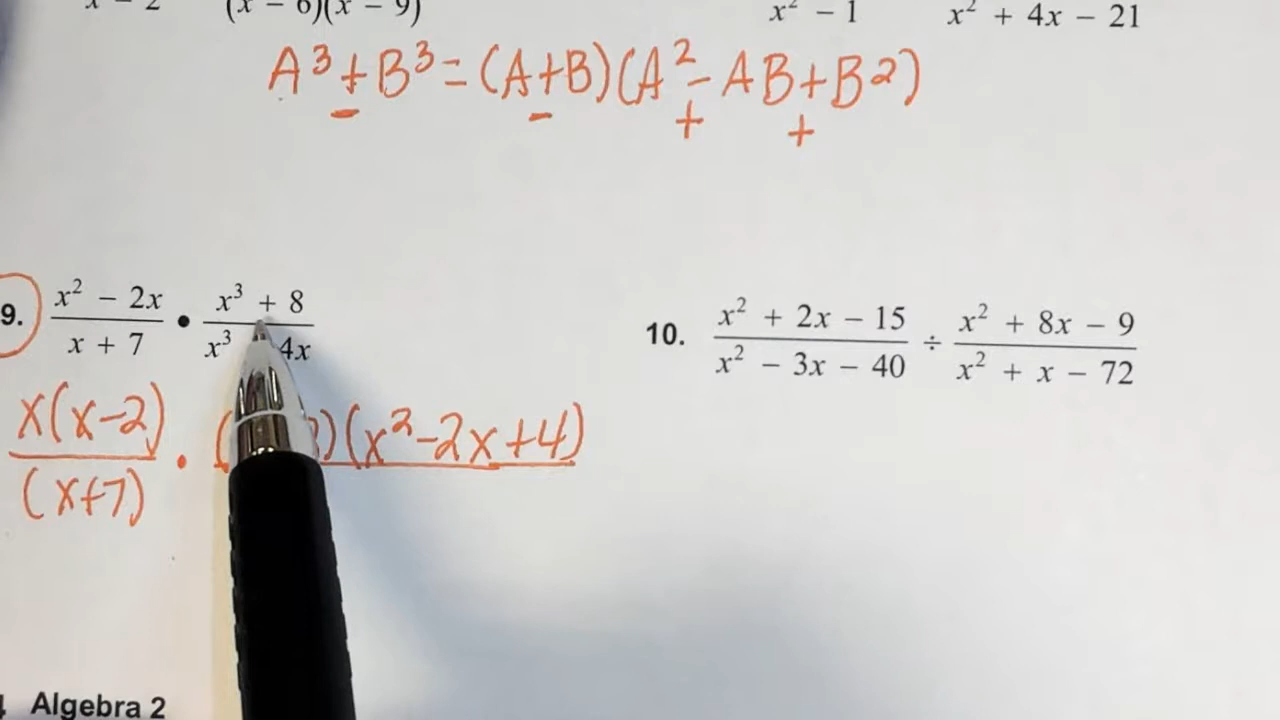 (x − 6)(x − 9)
x² − 1
x² + 4x − 21
A³ + B³ = (A+B)(A² − AB + B²)
− − + +
9. x² − 2x / x + 7 • x³ + 8 / x³ 4x
10. x² + 2x − 15 / x² − 3x − 40 ÷ x² + 8x − 9 / x² + x − 72
x(x−2) / (x+7) • ( )(x²−2x+4)
Algebra 2